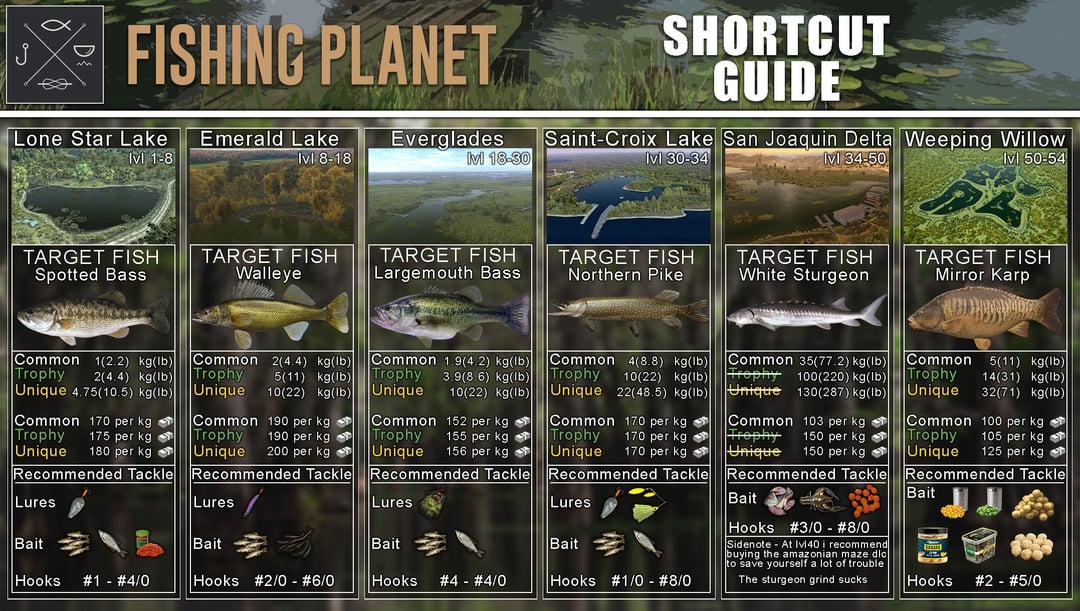 FISHING PLANET
SHORTCUT
GUIDE
Lone Star Lake
lvl 1-8
TARGET FISH
Spotted Bass
Common 1(2.2) kg(lb)
Trophy 2(4.4) kg(lb)
Unique 4.75(10.5) kg(lb)
Common 170 per kg
Trophy 175 per kg
Unique 180 per kg
Recommended Tackle
Lures
Bait
Hooks #1 - #4/0
Emerald Lake
lvl 8-18
TARGET FISH
Walleye
Common 2(4.4) kg(lb)
Trophy 5(11) kg(lb)
Unique 10(22) kg(lb)
Common 190 per kg
Trophy 190 per kg
Unique 200 per kg
Recommended Tackle
Lures
Bait
Hooks #2/0 - #6/0
Everglades
lvl 18-30
TARGET FISH
Largemouth Bass
Common 1.9(4.2) kg(lb)
Trophy 3.9(8.6) kg(lb)
Unique 10(22) kg(lb)
Common 152 per kg
Trophy 155 per kg
Unique 156 per kg
Recommended Tackle
Lures
Bait
Hooks #4 - #4/0
Saint-Croix Lake
lvl 30-34
TARGET FISH
Northern Pike
Common 4(8.8) kg(lb)
Trophy 10(22) kg(lb)
Unique 22(48.5) kg(lb)
Common 170 per kg
Trophy 170 per kg
Unique 170 per kg
Recommended Tackle
Lures
Bait
Hooks #1/0 - #8/0
San Joaquin Delta
lvl 34-50
TARGET FISH
White Sturgeon
Common 35(77.2) kg(lb)
Trophy 100(220) kg(lb)
Unique 130(287) kg(lb)
Common 103 per kg
Trophy 150 per kg
Unique 150 per kg
Recommended Tackle
Bait
Hooks #3/0 - #8/0
Sidenote - At lvl40 i recommend
buying the amazonian maze dlc
to save yourself a lot of trouble
The sturgeon grind sucks
Weeping Willow
lvl 50-54
TARGET FISH
Mirror Karp
Common 5(11) kg(lb)
Trophy 14(31) kg(lb)
Unique 32(71) kg(lb)
Common 100 per kg
Trophy 105 per kg
Unique 125 per kg
Recommended Tackle
Bait
Hooks #2 - #5/0